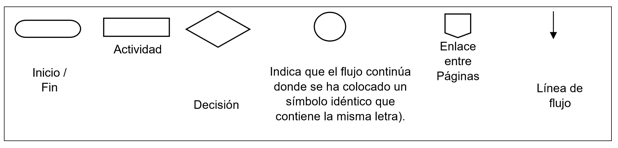 Inicio /
Fin
Actividad
Decisión
Indica que el flujo continúa
donde se ha colocado un
símbolo idéntico que
contiene la misma letra).
Enlace
entre
Páginas
Línea de
flujo